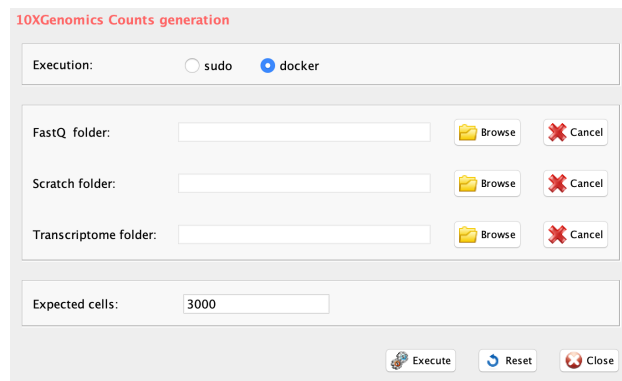 10XGenomics Counts generation
Execution: sudo docker
FastQ folder: Browse Cancel
Scratch folder: Browse Cancel
Transcriptome folder: Browse Cancel
Expected cells: 3000
Execute Reset Close